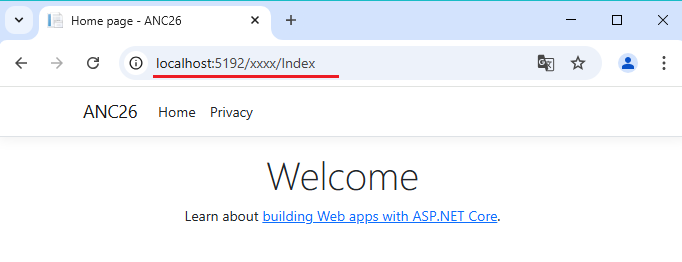 Home page - ANC26
localhost:5192/xxxx/Index
ANC26 Home Privacy
Welcome
Learn about building Web apps with ASP.NET Core.